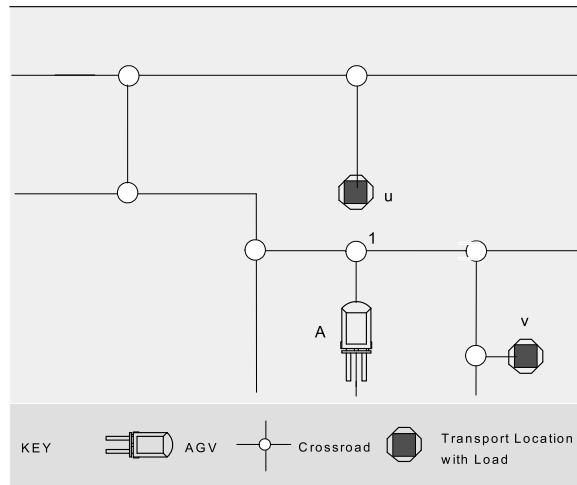 u
1
A
v
KEY
AGV
Crossroad
Transport Location
with Load